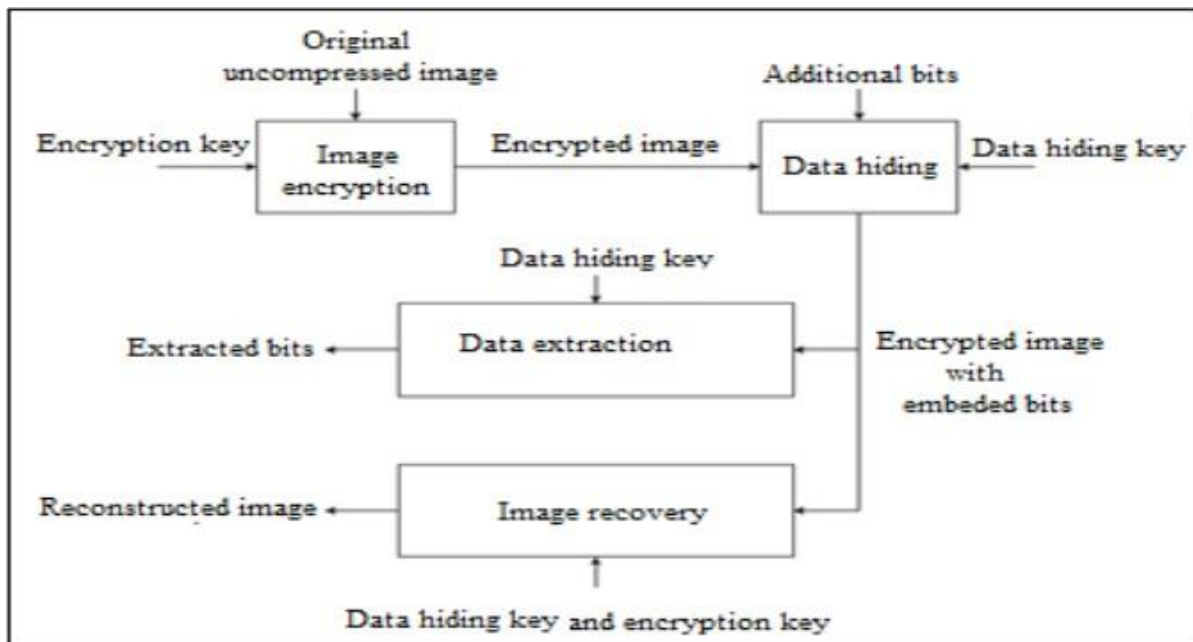 Original
uncompressed image
Additional bits
Encryption key
Image
encryption
Encrypted image
Data hiding
Data hiding key
Data hiding key
Extracted bits
Data extraction
Encrypted image
with
embeded bits
Reconstructed image
Image recovery
Data hiding key and encryption key